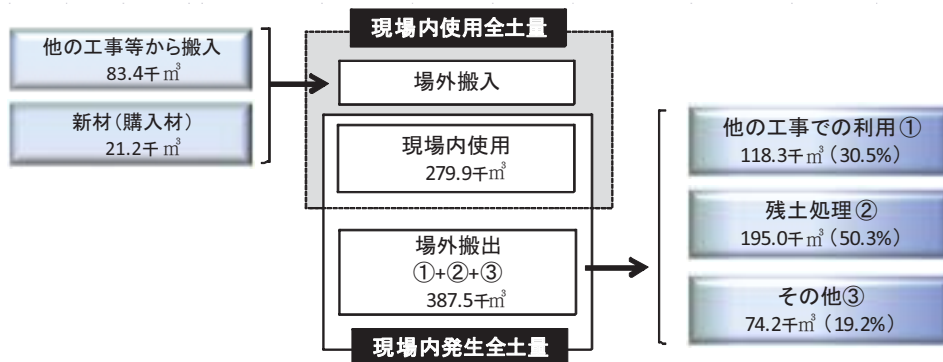 現場内使用全土量
他の工事等から搬入
83.4千㎥
新材(購入材)
21.2千㎥
場外搬入
現場内使用
279.9千㎥
場外搬出
①+②+③
387.5千㎥
現場内発生全土量
他の工事での利用①
118.3千㎥(30.5%)
残土処理②
195.0千㎥(50.3%)
その他③
74.2千㎥(19.2%)